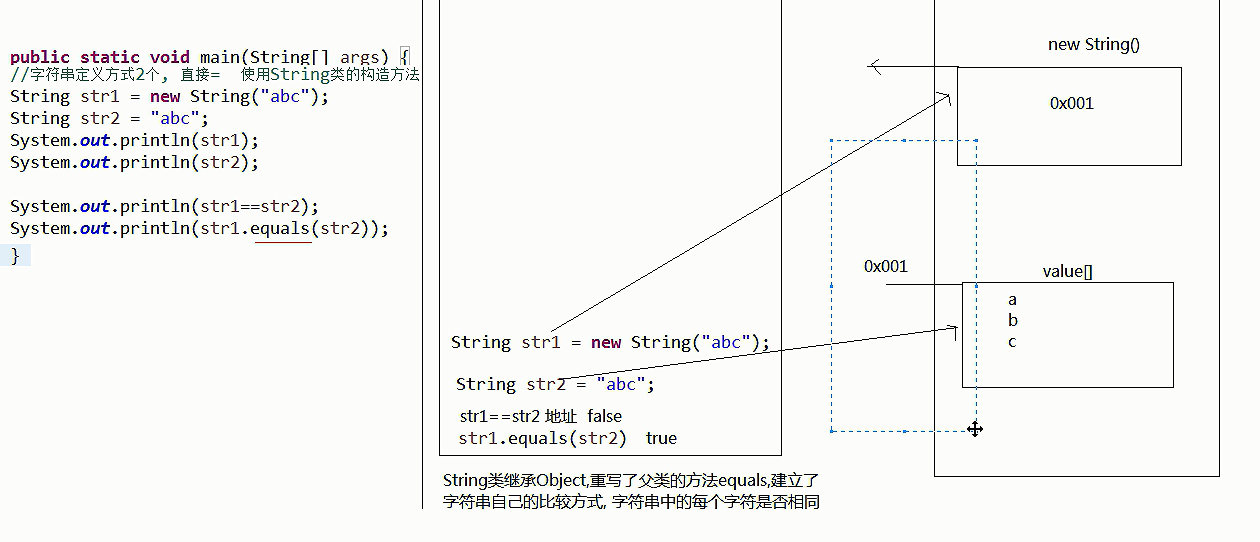 public static void main(String[] args) {
//字符串定义方式2个, 直接=  使用String类的构造方法
String str1 = new String("abc");
String str2 = "abc";
System.out.println(str1);
System.out.println(str2);
System.out.println(str1==str2);
System.out.println(str1.equals(str2));
}
String str1 = new String("abc");
String str2 = "abc";
str1==str2 地址  false
str1.equals(str2)  true
String类继承Object,重写了父类的方法equals,建立了
字符串自己的比较方式, 字符串中的每个字符是否相同
new String()
0x001
0x001
value[]
a
b
c